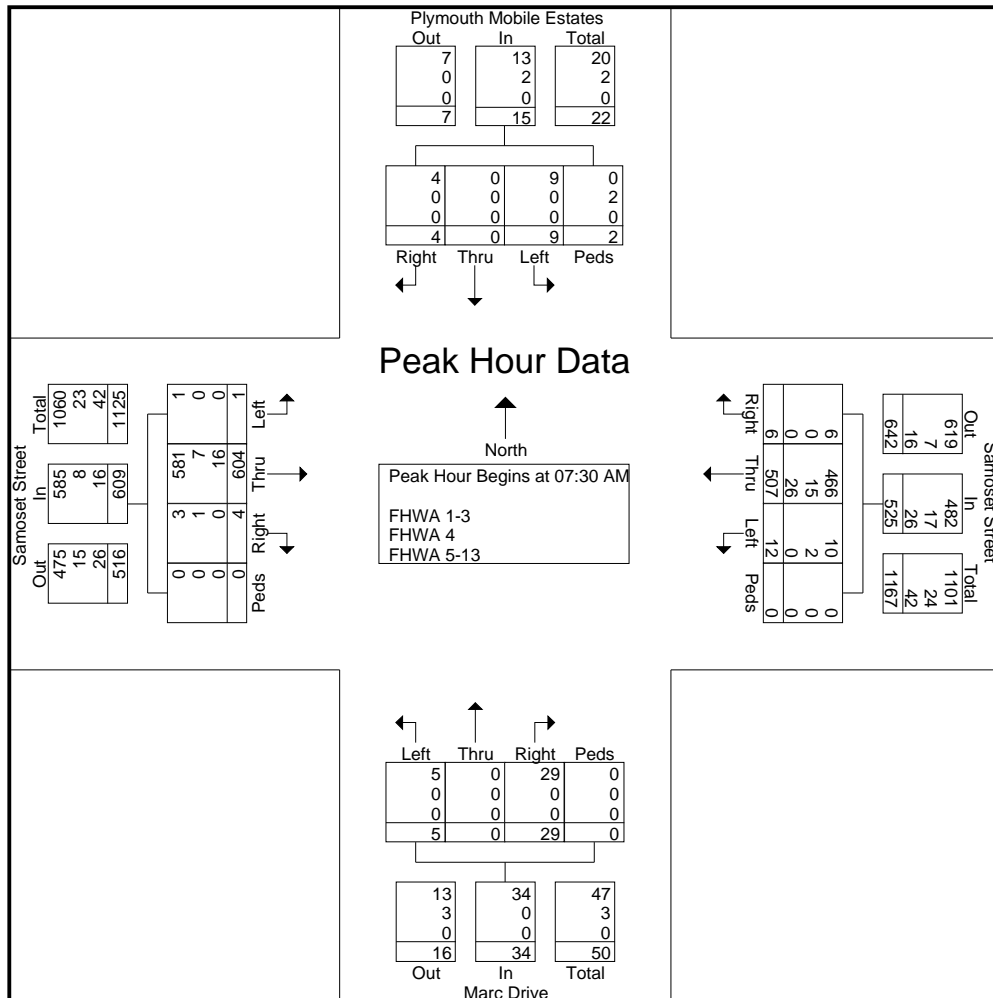 Plymouth Mobile Estates
Out In Total
7 13 20
0 2 2
0 0 0
7 15 22
4 0 9 0
0 0 0 2
0 0 0 0
4 0 9 2
Right Thru Left Peds
Peak Hour Data
North
Peak Hour Begins at 07:30 AM
FHWA 1-3
FHWA 4
FHWA 5-13
Samoset Street
Total In Out
1060 585 475
23 8 15
42 16 26
1125 609 516
1 581 3 0
0 7 1 0
0 16 0 0
1 604 4 0
Left Thru Right Peds
Samoset Street
Out In Total
619 482 1101
7 17 24
16 26 42
642 525 1167
6 466 10 0
0 15 2 0
0 26 0 0
6 507 12 0
Right Thru Left Peds
Left Thru Right Peds
5 0 29 0
0 0 0 0
0 0 0 0
5 0 29 0
13 34 47
3 0 3
0 0 0
16 34 50
Out In Total
Marc Drive